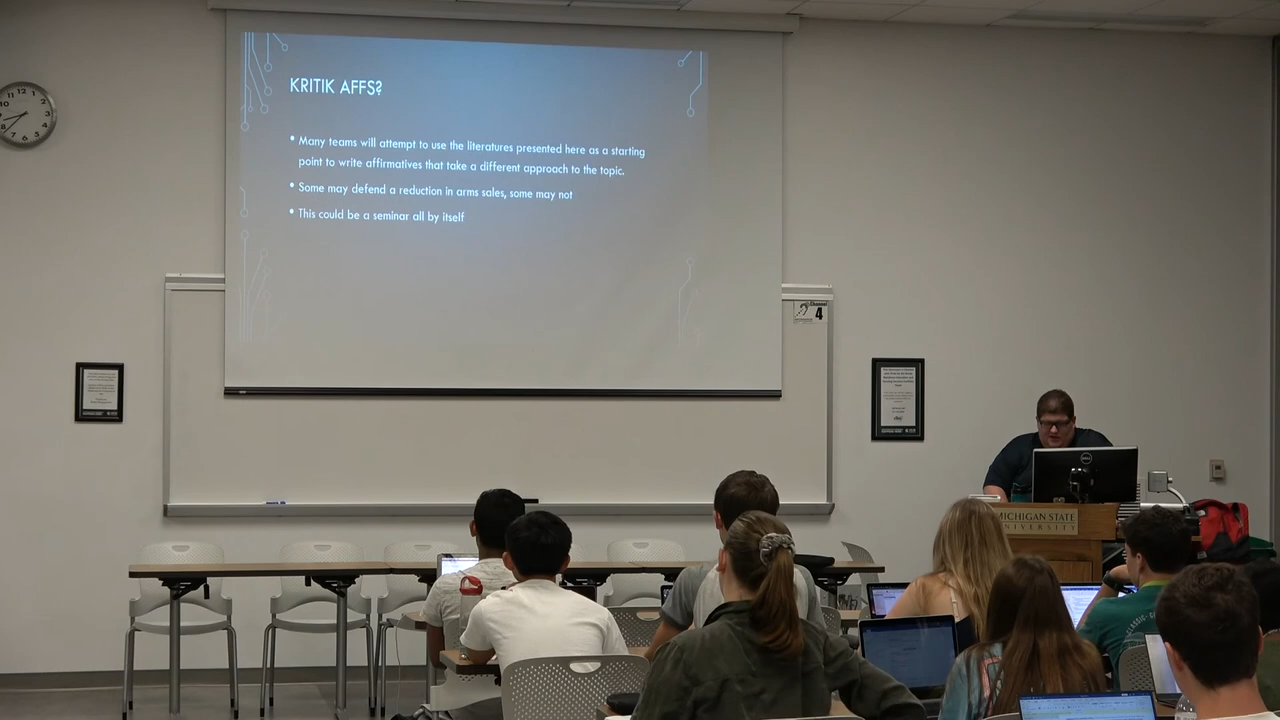 KRITIK AFFS?
• Many teams will attempt to use the literatures presented here as a starting
point to write affirmatives that take a different approach to the topic.
• Some may defend a reduction in arms sales, some may not
• This could be a seminar all by itself
Channel
4
DELL
MICHIGAN STATE
UNIVERSITY